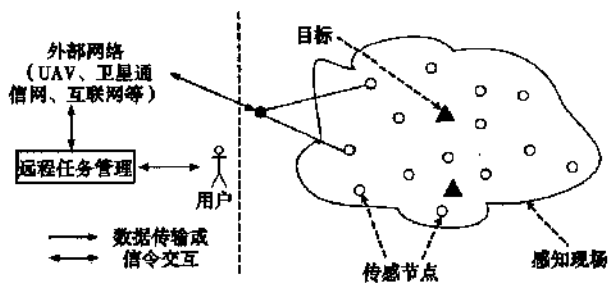 外部网络
(UAV、卫星通
信网、互联网等)
目标
远程任务管理
用户
数据传输或
信令交互
传感节点
感知现场